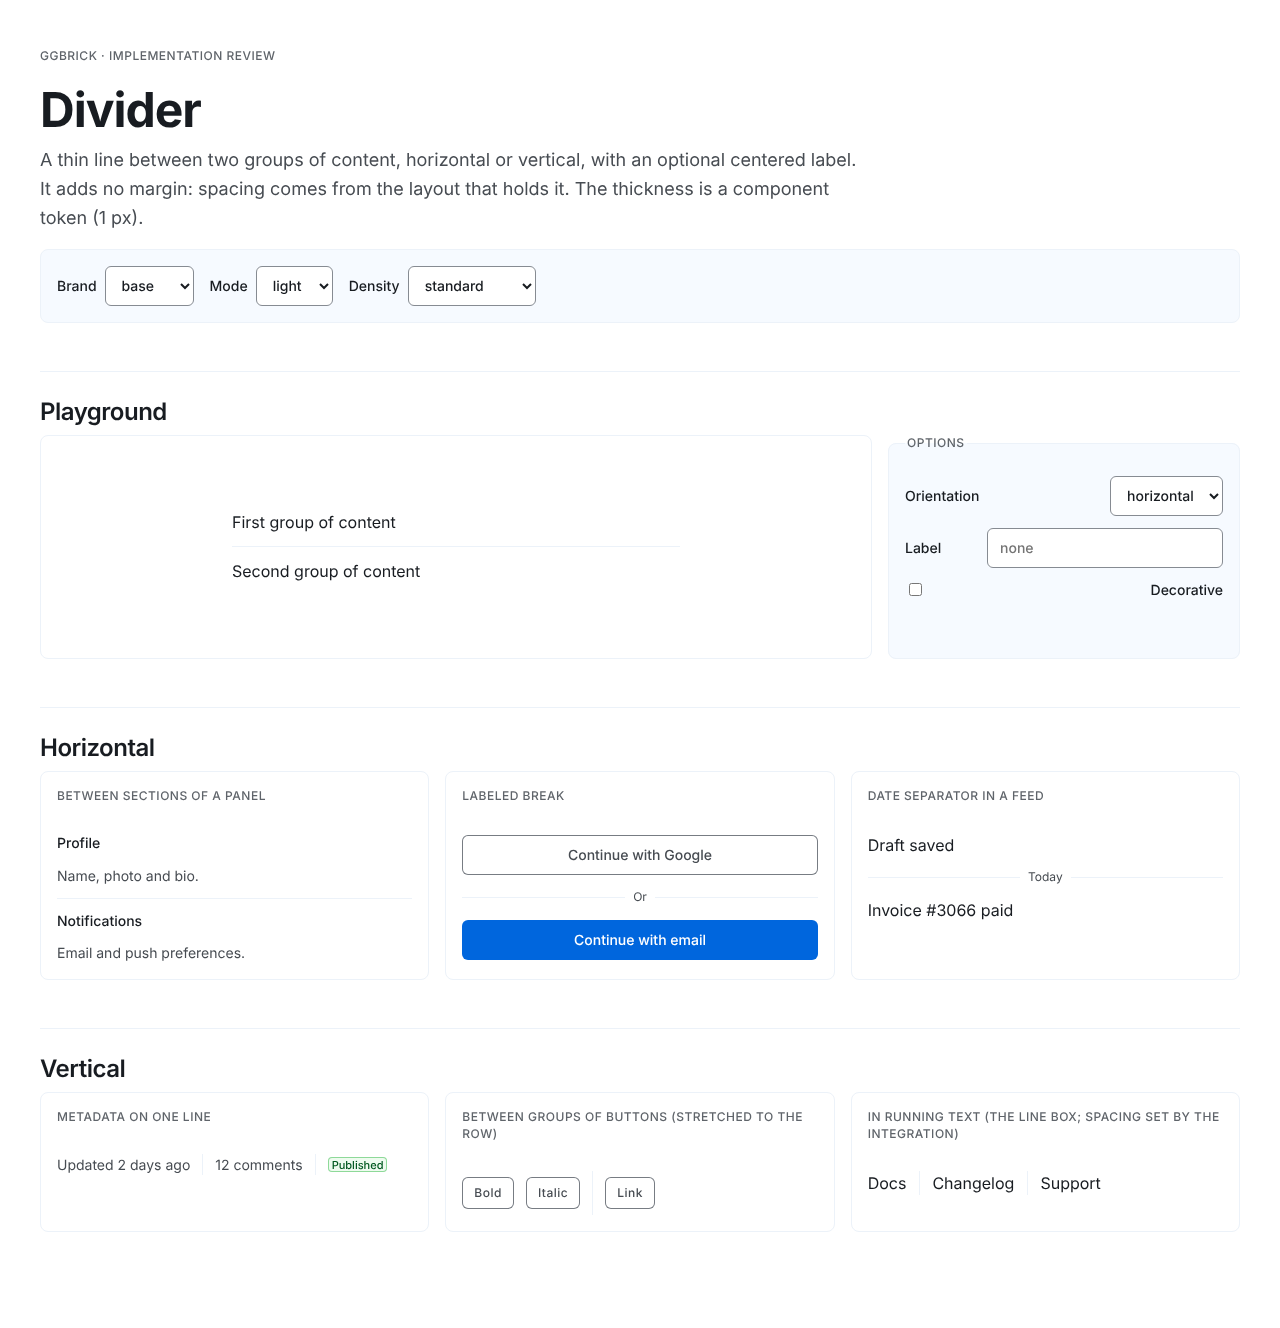 GGBRICK · IMPLEMENTATION REVIEW
Divider
A thin line between two groups of content, horizontal or vertical, with an optional centered label.
It adds no margin: spacing comes from the layout that holds it. The thickness is a component
token (1 px).
Brand base Mode light Density standard
Playground
OPTIONS
First group of content
Second group of content
Orientation horizontal
Label none
Decorative
Horizontal
BETWEEN SECTIONS OF A PANEL
Profile
Name, photo and bio.
Notifications
Email and push preferences.
LABELED BREAK
Continue with Google
Or
Continue with email
DATE SEPARATOR IN A FEED
Draft saved
Today
Invoice #3066 paid
Vertical
METADATA ON ONE LINE
Updated 2 days ago 12 comments Published
BETWEEN GROUPS OF BUTTONS (STRETCHED TO THE
ROW)
Bold Italic Link
IN RUNNING TEXT (THE LINE BOX; SPACING SET BY THE
INTEGRATION)
Docs Changelog Support